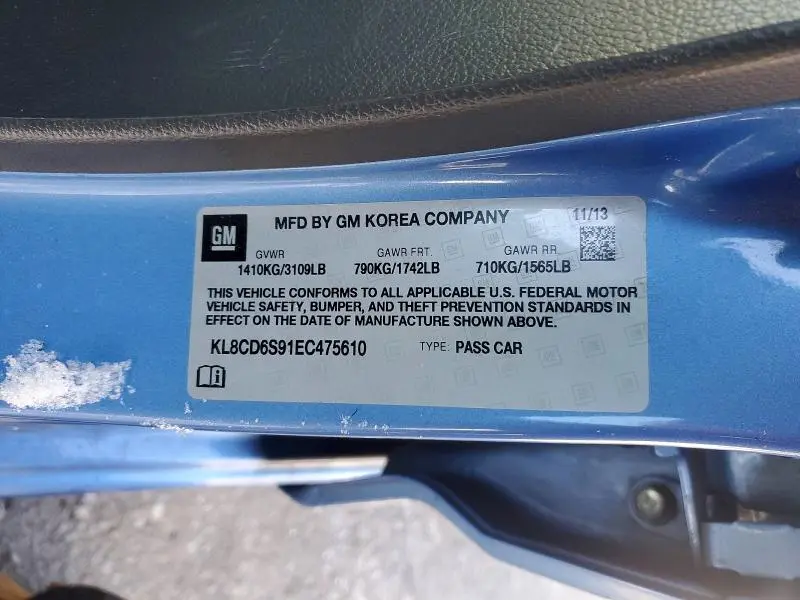 GM
MFD BY GM KOREA COMPANY 11/13
GVWR GAWR FRT. GAWR RR.
1410KG/3109LB 790KG/1742LB 710KG/1565LB
THIS VEHICLE CONFORMS TO ALL APPLICABLE U.S. FEDERAL MOTOR
VEHICLE SAFETY, BUMPER, AND THEFT PREVENTION STANDARDS IN
EFFECT ON THE DATE OF MANUFACTURE SHOWN ABOVE.
KL8CD6S91EC475610 TYPE: PASS CAR